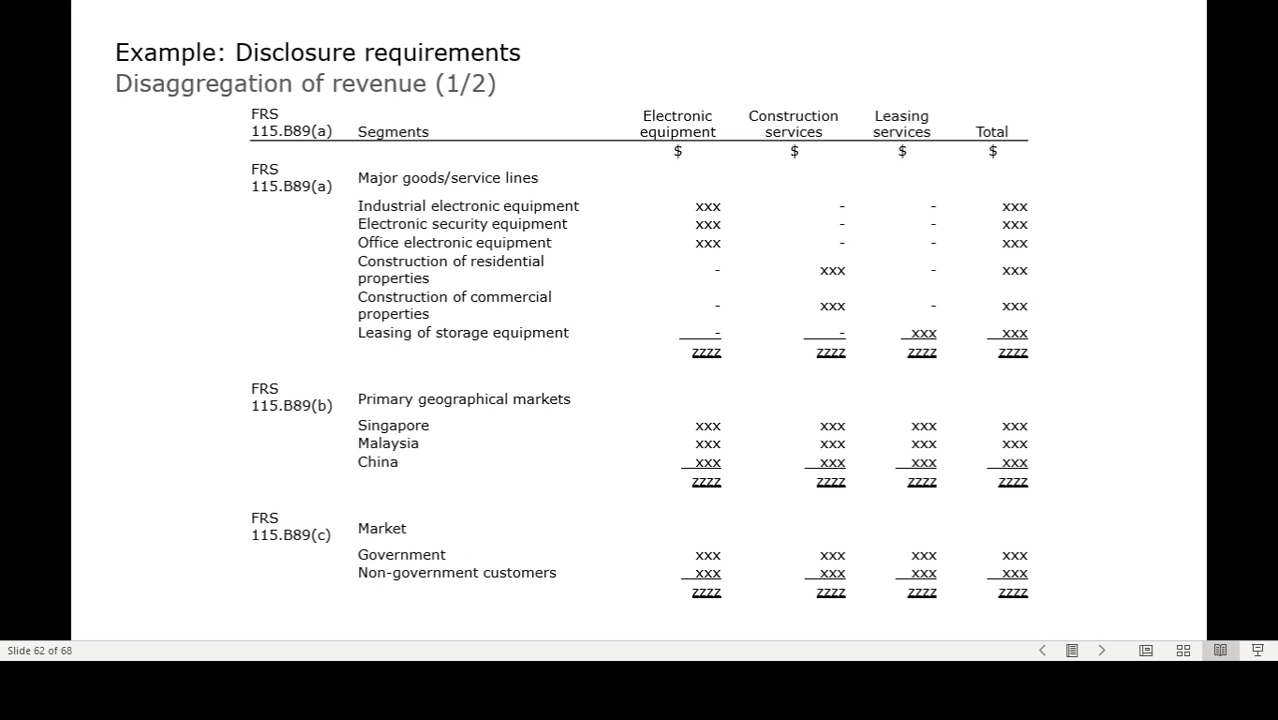 Example: Disclosure requirements
Disaggregation of revenue (1/2)
FRS 115.B89(a) Segments Electronic equipment Construction services Leasing services Total
$ $ $ $
FRS 115.B89(a) Major goods/service lines
Industrial electronic equipment xxx - - xxx
Electronic security equipment xxx - - xxx
Office electronic equipment xxx - - xxx
Construction of residential properties - xxx - xxx
Construction of commercial properties - xxx - xxx
Leasing of storage equipment - - xxx xxx
zzzz zzzz zzzz zzzz
FRS 115.B89(b) Primary geographical markets
Singapore xxx xxx xxx xxx
Malaysia xxx xxx xxx xxx
China xxx xxx xxx xxx
zzzz zzzz zzzz zzzz
FRS 115.B89(c) Market
Government xxx xxx xxx xxx
Non-government customers xxx xxx xxx xxx
zzzz zzzz zzzz zzzz
Slide 62 of 68